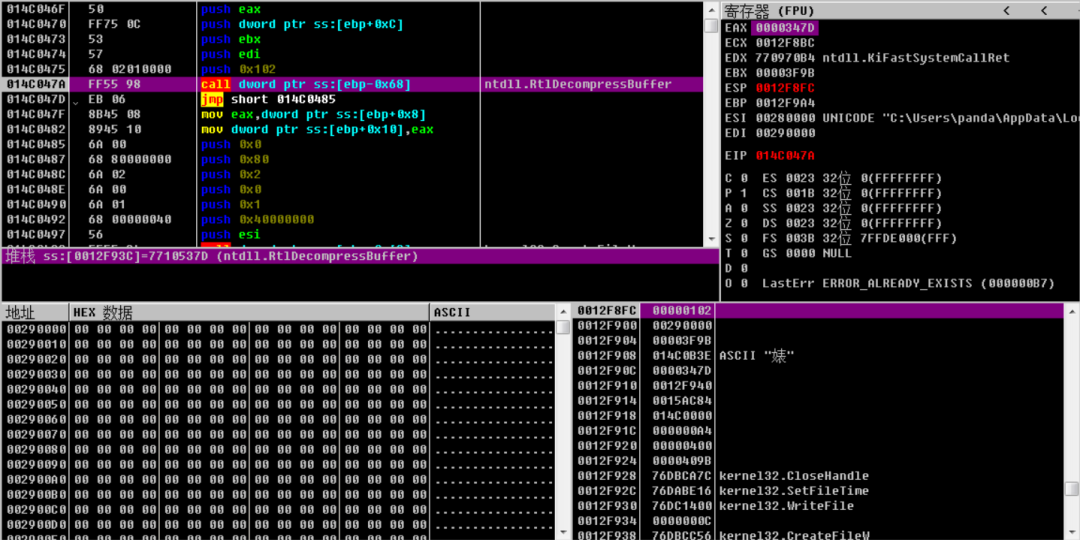 014C046F 50 push eax
014C0470 FF75 0C push dword ptr ss:[ebp+0xC]
014C0473 53 push ebx
014C0474 57 push edi
014C0475 68 02010000 push 0x102
014C047A FF55 98 call dword ptr ss:[ebp-0x68] ntdll.RtlDecompressBuffer
014C047D EB 06 jmp short 014C0485
014C047F 8B45 08 mov eax,dword ptr ss:[ebp+0x8]
014C0482 8945 10 mov dword ptr ss:[ebp+0x10],eax
014C0485 6A 00 push 0x0
014C0487 68 80000000 push 0x80
014C048C 6A 02 push 0x2
014C048E 6A 00 push 0x0
014C0490 6A 01 push 0x1
014C0492 68 00000040 push 0x40000000
014C0497 56 push esi
堆栈 ss:[0012F93C]=7710537D (ntdll.RtlDecompressBuffer)
寄存器 (FPU) < <
EAX 0000347D
ECX 0012F8BC
EDX 770970B4 ntdll.KiFastSystemCallRet
EBX 00003F9B
ESP 0012F8FC
EBP 0012F9A4
ESI 00280000 UNICODE "C:\Users\panda\AppData\Lo
EDI 00290000
EIP 014C047A
C 0 ES 0023 32位 0(FFFFFFFF)
P 1 CS 001B 32位 0(FFFFFFFF)
A 0 SS 0023 32位 0(FFFFFFFF)
Z 0 DS 0023 32位 0(FFFFFFFF)
S 0 FS 003B 32位 7FFDE000(FFF)
T 0 GS 0000 NULL
D 0
O 0 LastErr ERROR_ALREADY_EXISTS (000000B7)
地址 HEX 数据 ASCII
00290000 00 00 00 00 00 00 00 00 00 00 00 00 00 00 00 00 ................
00290010 00 00 00 00 00 00 00 00 00 00 00 00 00 00 00 00 ................
00290020 00 00 00 00 00 00 00 00 00 00 00 00 00 00 00 00 ................
00290030 00 00 00 00 00 00 00 00 00 00 00 00 00 00 00 00 ................
00290040 00 00 00 00 00 00 00 00 00 00 00 00 00 00 00 00 ................
00290050 00 00 00 00 00 00 00 00 00 00 00 00 00 00 00 00 ................
00290060 00 00 00 00 00 00 00 00 00 00 00 00 00 00 00 00 ................
00290070 00 00 00 00 00 00 00 00 00 00 00 00 00 00 00 00 ................
00290080 00 00 00 00 00 00 00 00 00 00 00 00 00 00 00 00 ................
00290090 00 00 00 00 00 00 00 00 00 00 00 00 00 00 00 00 ................
002900A0 00 00 00 00 00 00 00 00 00 00 00 00 00 00 00 00 ................
002900B0 00 00 00 00 00 00 00 00 00 00 00 00 00 00 00 00 ................
002900C0 00 00 00 00 00 00 00 00 00 00 00 00 00 00 00 00 ................
002900D0 00 00 00 00 00 00 00 00 00 00 00 00 00 00 00 00 ................
0012F8FC 00000102
0012F900 00290000
0012F904 00003F9B
0012F908 014C0B3E ASCII "婊"
0012F90C 0000347D
0012F910 0012F940
0012F914 0015AC84
0012F918 014C0000
0012F91C 000000A4
0012F920 00000400
0012F924 0000409B
0012F928 76DBCA7C kernel32.CloseHandle
0012F92C 76DABE16 kernel32.SetFileTime
0012F930 76DC1400 kernel32.WriteFile
0012F934 0000000C
0012F938 76DBCC56 kernel32.CreateFileW